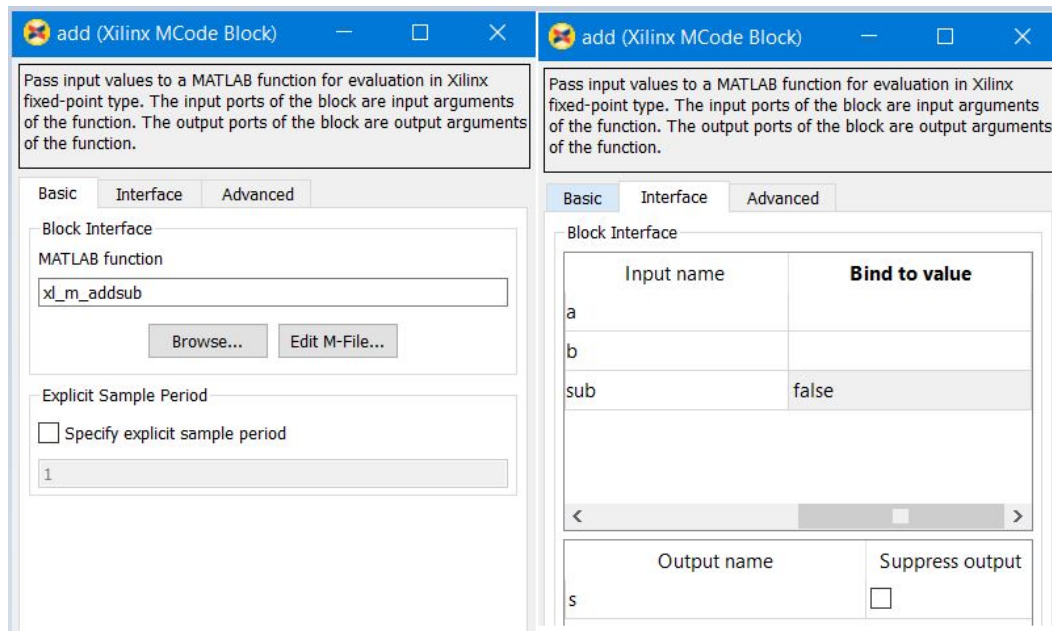 add (Xilinx MCode Block)
Pass input values to a MATLAB function for evaluation in Xilinx
fixed-point type. The input ports of the block are input arguments
of the function. The output ports of the block are output arguments
of the function.
Basic Interface Advanced
Block Interface
MATLAB function
xl_m_addsub
Browse... Edit M-File...
Explicit Sample Period
Specify explicit sample period
1
add (Xilinx MCode Block)
Pass input values to a MATLAB function for evaluation in Xilinx
fixed-point type. The input ports of the block are input arguments
of the function. The output ports of the block are output arguments
of the function.
Basic Interface Advanced
Block Interface
Input name Bind to value
a
b
sub false
Output name Suppress output
s